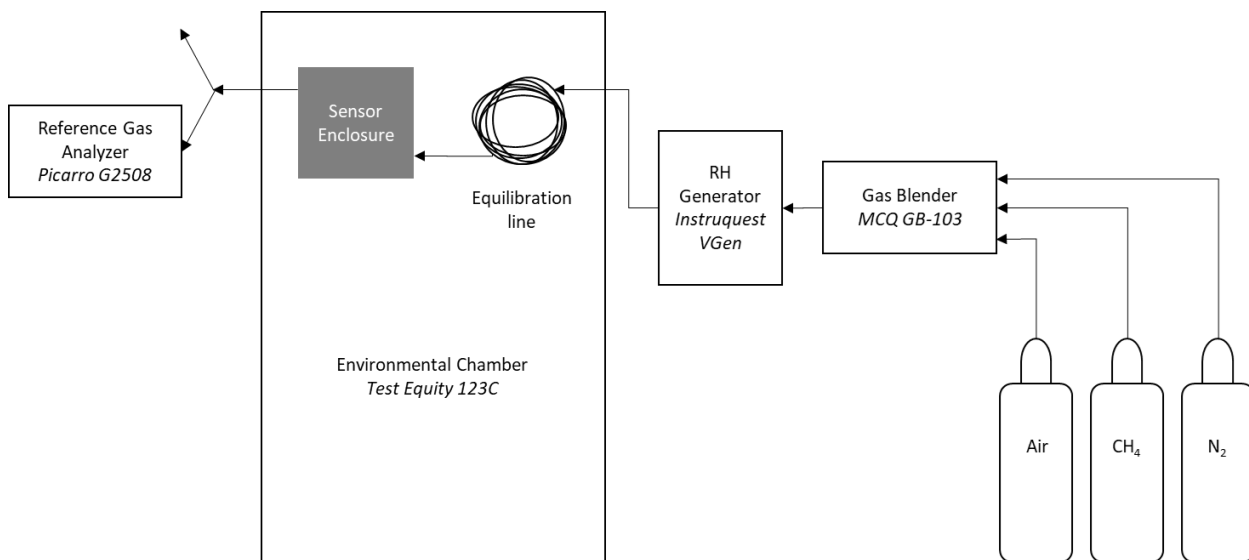 Reference Gas
Analyzer
Picarro G2508
Sensor
Enclosure
Equilibration
line
Environmental Chamber
Test Equity 123C
RH
Generator
Instruquest
VGen
Gas Blender
MCQ GB-103
Air
CH₄
N₂